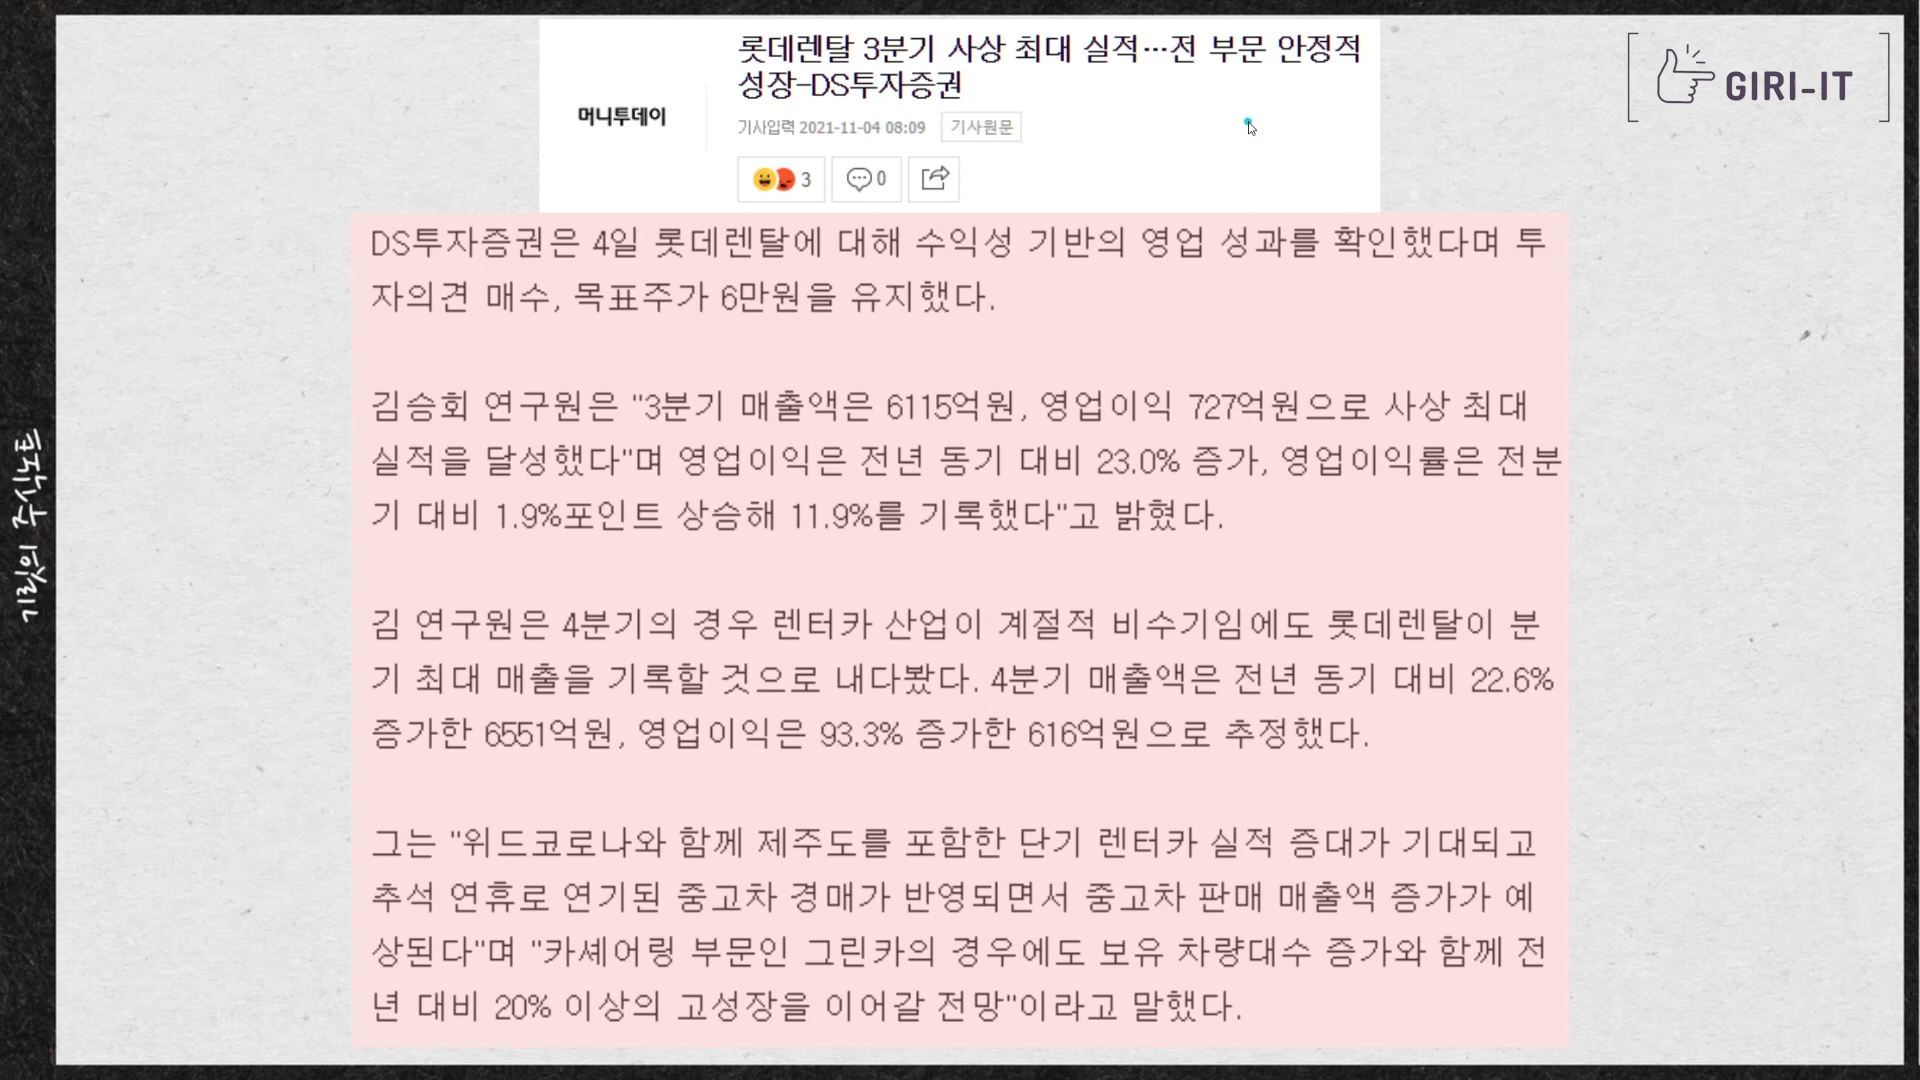 롯데렌탈 3분기 사상 최대 실적…전 부문 안정적
성장-DS투자증권
머니투데이
기사입력 2021-11-04 08:09 기사원문
3 0
GIRI-IT
DS투자증권은 4일 롯데렌탈에 대해 수익성 기반의 영업 성과를 확인했다며 투
자의견 매수, 목표주가 6만원을 유지했다.
김승회 연구원은 "3분기 매출액은 6115억원, 영업이익 727억원으로 사상 최대
실적을 달성했다"며 영업이익은 전년 동기 대비 23.0% 증가, 영업이익률은 전분
기 대비 1.9%포인트 상승해 11.9%를 기록했다"고 밝혔다.
김 연구원은 4분기의 경우 렌터카 산업이 계절적 비수기임에도 롯데렌탈이 분
기 최대 매출을 기록할 것으로 내다봤다. 4분기 매출액은 전년 동기 대비 22.6%
증가한 6551억원, 영업이익은 93.3% 증가한 616억원으로 추정했다.
그는 "위드코로나와 함께 제주도를 포함한 단기 렌터카 실적 증대가 기대되고
추석 연휴로 연기된 중고차 경매가 반영되면서 중고차 판매 매출액 증가가 예
상된다"며 "카셰어링 부문인 그린카의 경우에도 보유 차량대수 증가와 함께 전
년 대비 20% 이상의 고성장을 이어갈 전망"이라고 말했다.
기릿의 주식노트